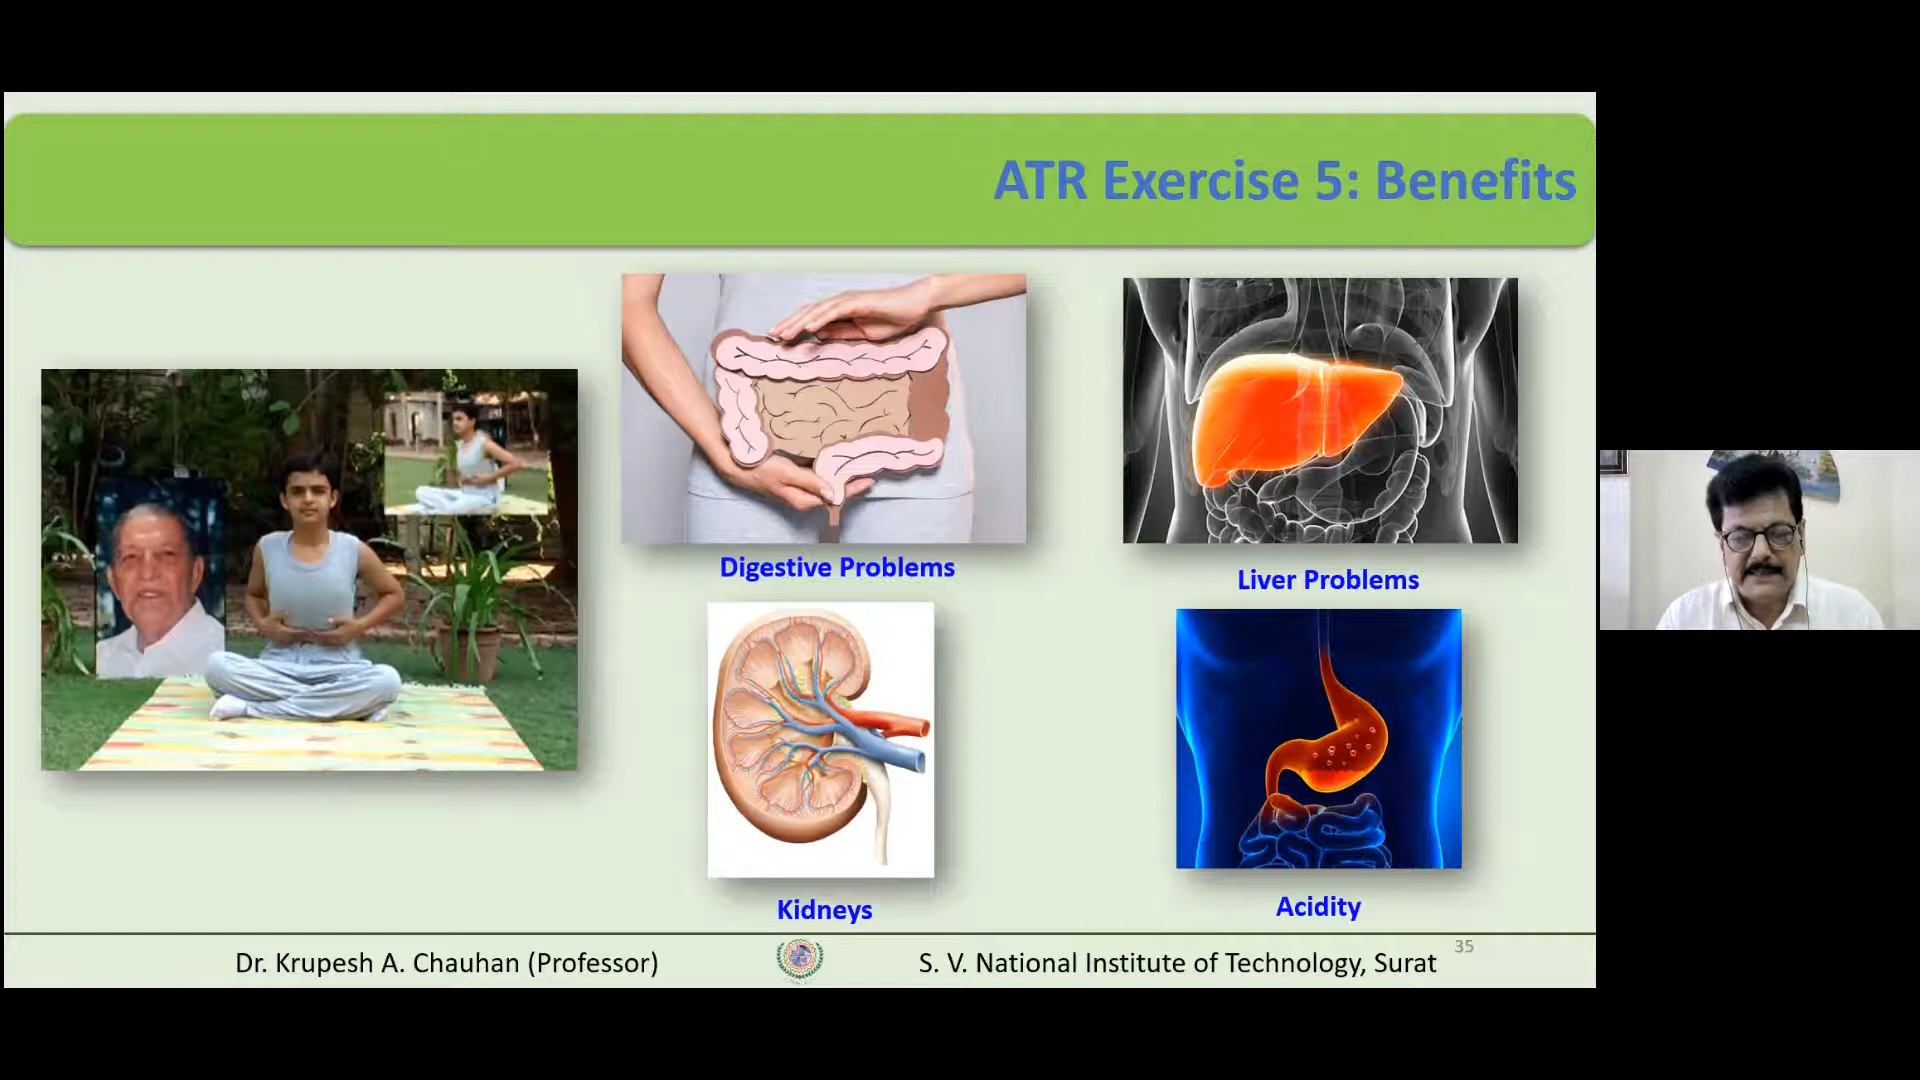 ATR Exercise 5: Benefits
Digestive Problems
Liver Problems
Kidneys
Acidity
Dr. Krupesh A. Chauhan (Professor)
S. V. National Institute of Technology, Surat
35